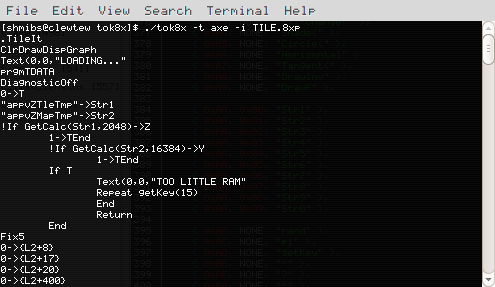 File Edit View Search Terminal Help
[shmibs@clewtew tok8x]$ ./tok8x -t axe -i TILE.8xp
.TileIt
ClrDrawDispGraph
Text(0,0,"LOADING..."
prgmTDATA
DiagnosticOff
0->T
"appvZTleTmp"->Str1
"appvZMapTmp"->Str2
!If GetCalc(Str1,2048)->Z
1->TEnd
!If GetCalc(Str2,16384)->Y
1->TEnd
If T
Text(0,0,"TOO LITTLE RAM"
Repeat getKey(15)
End
Return
End
Fix5
0->{L2+8}
0->{L2+17}
0->{L2+20}
0->{L2+400}